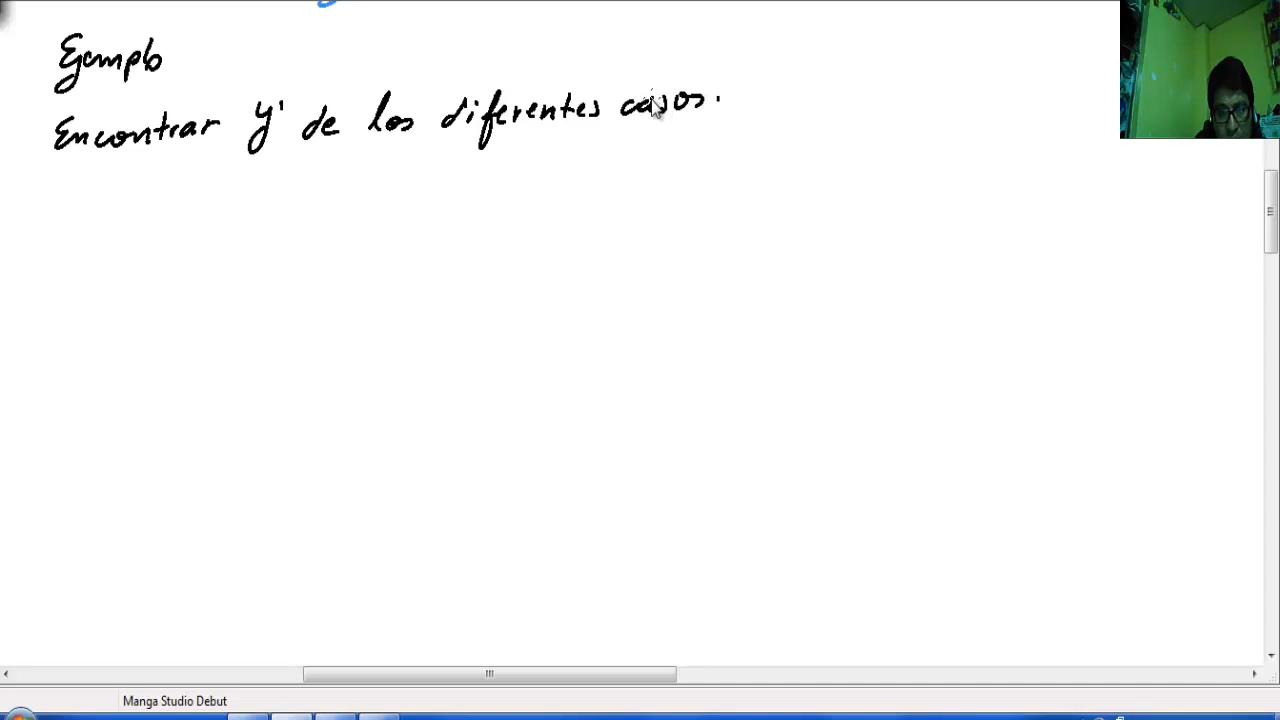 Ejemplo
Encontrar y' de los diferentes casos.
Manga Studio Debut